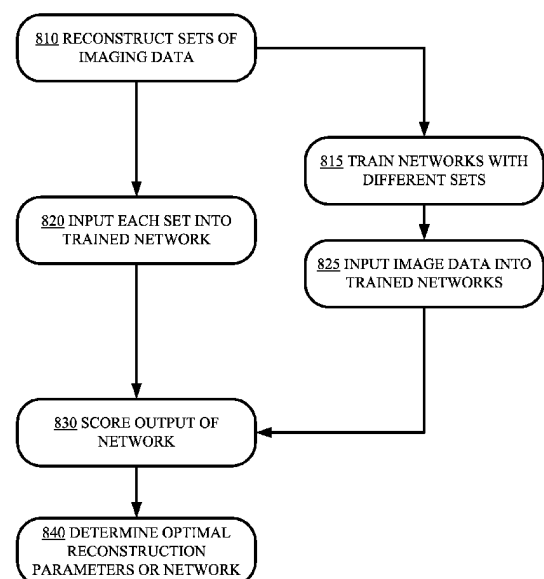 810 RECONSTRUCT SETS OF
IMAGING DATA
815 TRAIN NETWORKS WITH
DIFFERENT SETS
820 INPUT EACH SET INTO
TRAINED NETWORK
825 INPUT IMAGE DATA INTO
TRAINED NETWORKS
830 SCORE OUTPUT OF
NETWORK
840 DETERMINE OPTIMAL
RECONSTRUCTION
PARAMETERS OR NETWORK